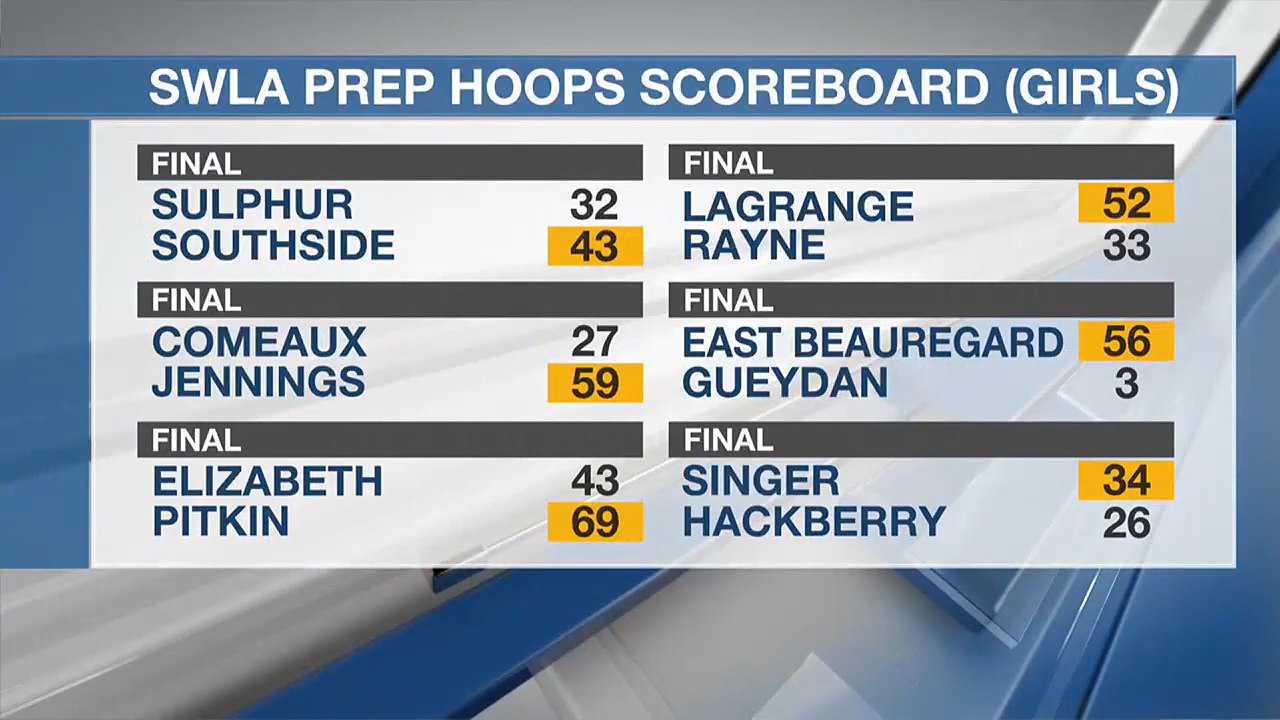 SWLA PREP HOOPS SCOREBOARD (GIRLS)
FINAL
SULPHUR 32
SOUTHSIDE 43
FINAL
COMEAUX 27
JENNINGS 59
FINAL
ELIZABETH 43
PITKIN 69
FINAL
LAGRANGE 52
RAYNE 33
FINAL
EAST BEAUREGARD 56
GUEYDAN 3
FINAL
SINGER 34
HACKBERRY 26